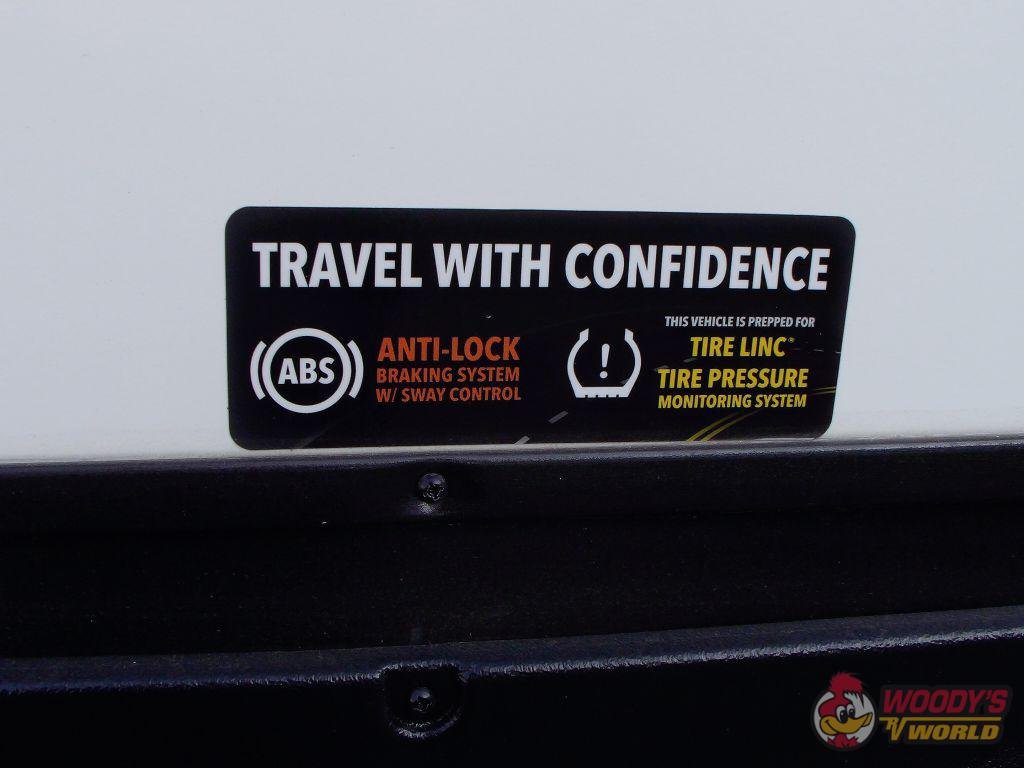 TRAVEL WITH CONFIDENCE
ABS
ANTI-LOCK
BRAKING SYSTEM
W/ SWAY CONTROL
!
THIS VEHICLE IS PREPPED FOR
TIRE LINC®
TIRE PRESSURE
MONITORING SYSTEM
WOODY'S
RV WORLD